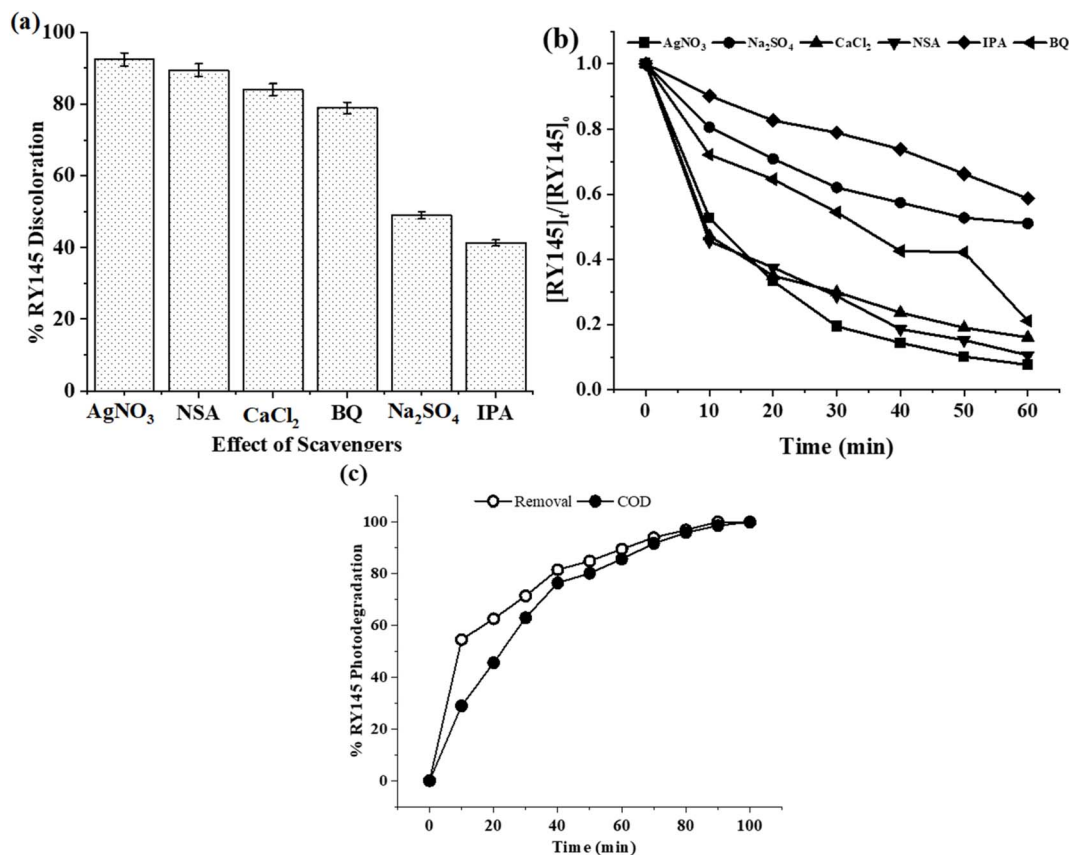 (a)
100
80
60
40
20
0
% RY145 Discoloration
AgNO₃ NSA CaCl₂ BQ Na₂SO₄ IPA
Effect of Scavengers
(b)
AgNO₃ Na₂SO₄ CaCl₂ NSA IPA BQ
1.0
0.8
0.6
0.4
0.2
0.0
[RY145]ₜ/[RY145]ₒ
0 10 20 30 40 50 60
Time (min)
(c)
Removal COD
100
80
60
40
20
0
% RY145 Photodegradation
0 20 40 60 80 100
Time (min)